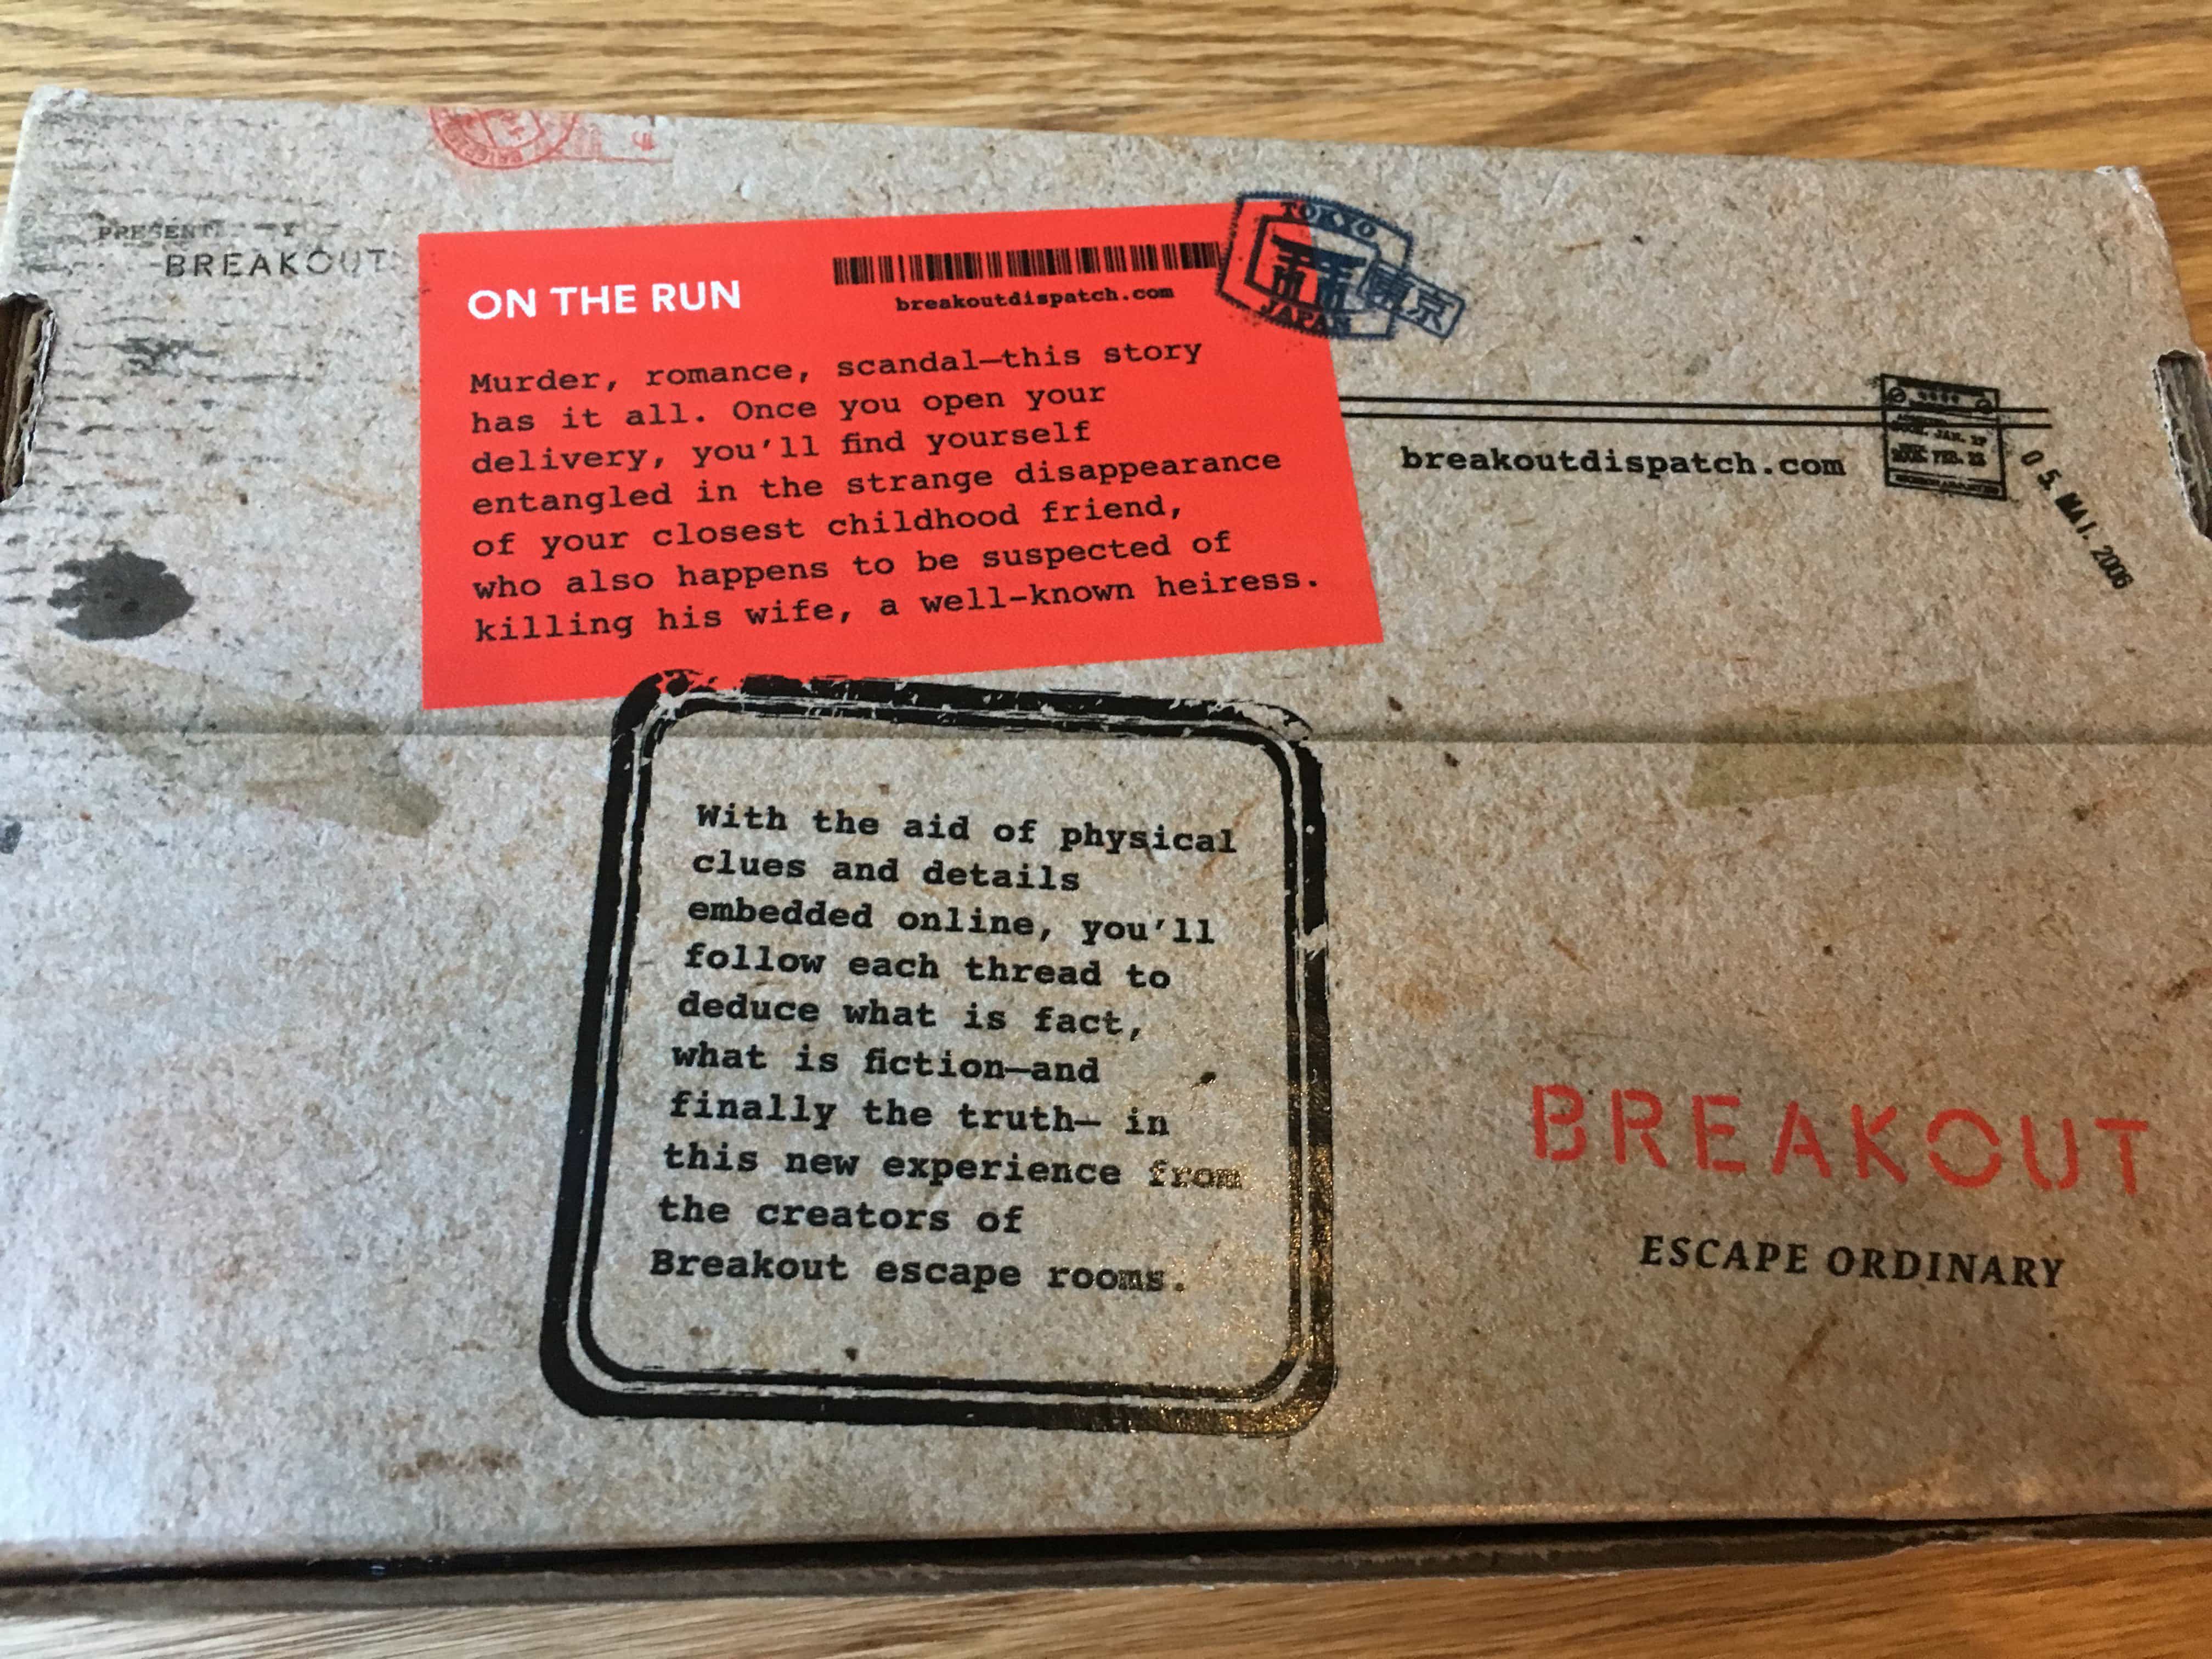 BREAKOUT
ON THE RUN
breakoutdispatch.com
Murder, romance, scandal—this story
has it all. Once you open your
delivery, you'll find yourself
entangled in the strange disappearance
of your closest childhood friend,
who also happens to be suspected of
killing his wife, a well-known heiress.
TOKYO
東京
JAPAN
breakoutdispatch.com
05. MAI. 2006
With the aid of physical
clues and details
embedded online, you'll
follow each thread to
deduce what is fact,
what is fiction—and
finally the truth— in
this new experience from
the creators of
Breakout escape rooms.
BREAKOUT
ESCAPE ORDINARY